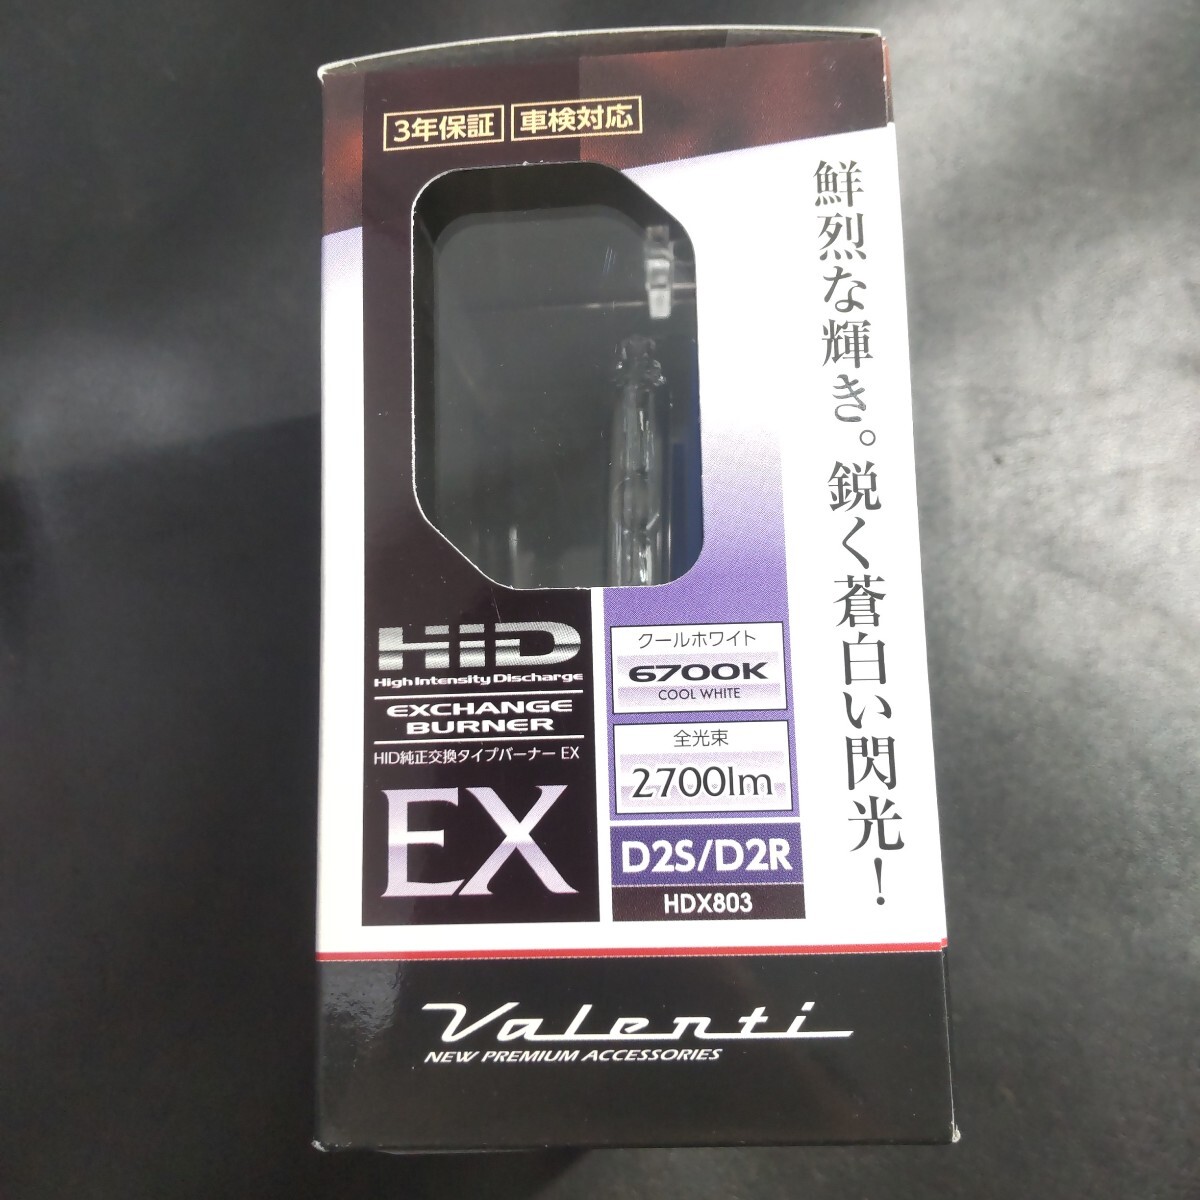 3年保証 車検対応
鮮烈な輝き。鋭く蒼白い閃光!
HID
High Intensity Discharge
EXCHANGE
BURNER
HID純正交換タイプバーナー EX
EX
クールホワイト
6700K
COOL WHITE
全光束
2700lm
D2S/D2R
HDX803
Valenti
NEW PREMIUM ACCESSORIES